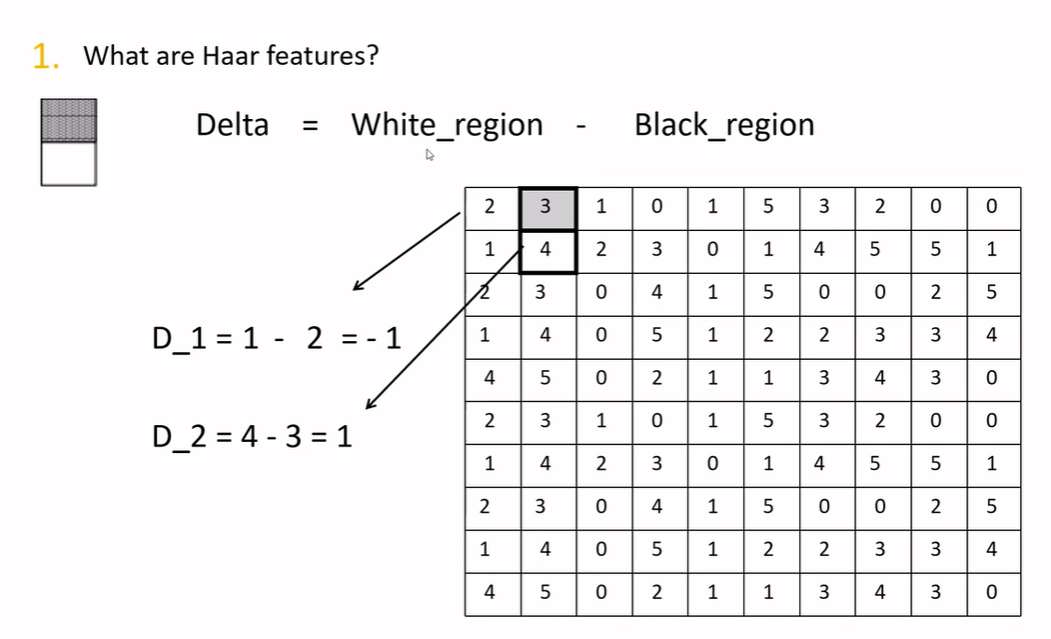 1. What are Haar features?
Delta = White_region - Black_region
2 3 1 0 1 5 3 2 0 0
1 4 2 3 0 1 4 5 5 1
2 3 0 4 1 5 0 0 2 5
D_1 = 1 - 2 = - 1
1 4 0 5 1 2 2 3 3 4
4 5 0 2 1 1 3 4 3 0
D_2 = 4 - 3 = 1
2 3 1 0 1 5 3 2 0 0
1 4 2 3 0 1 4 5 5 1
2 3 0 4 1 5 0 0 2 5
1 4 0 5 1 2 2 3 3 4
4 5 0 2 1 1 3 4 3 0